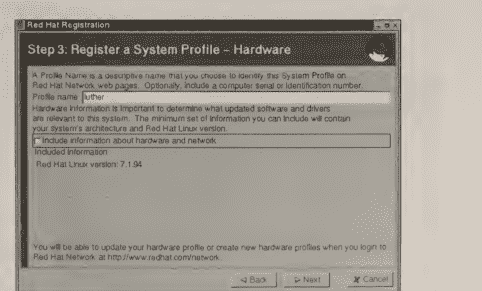 Red Hat Registration
Step 3: Register a System Profile - Hardware
A Profile Name is a descriptive name that you choose to identify this System Profile on
Red Hat Network web pages. Optionally, include a computer serial or identification number.
Profile name luther
Hardware information is important to determine what updated software and drivers
are relevant to this system. The minimum set of information you can include will contain
your system's architecture and Red Hat Linux version.
Include information about hardware and network
Included information
Red Hat Linux version: 7.1.94
You will be able to update your hardware profile or create new hardware profiles when you login to
Red Hat Network at http://www.redhat.com/network.
Back Next Cancel